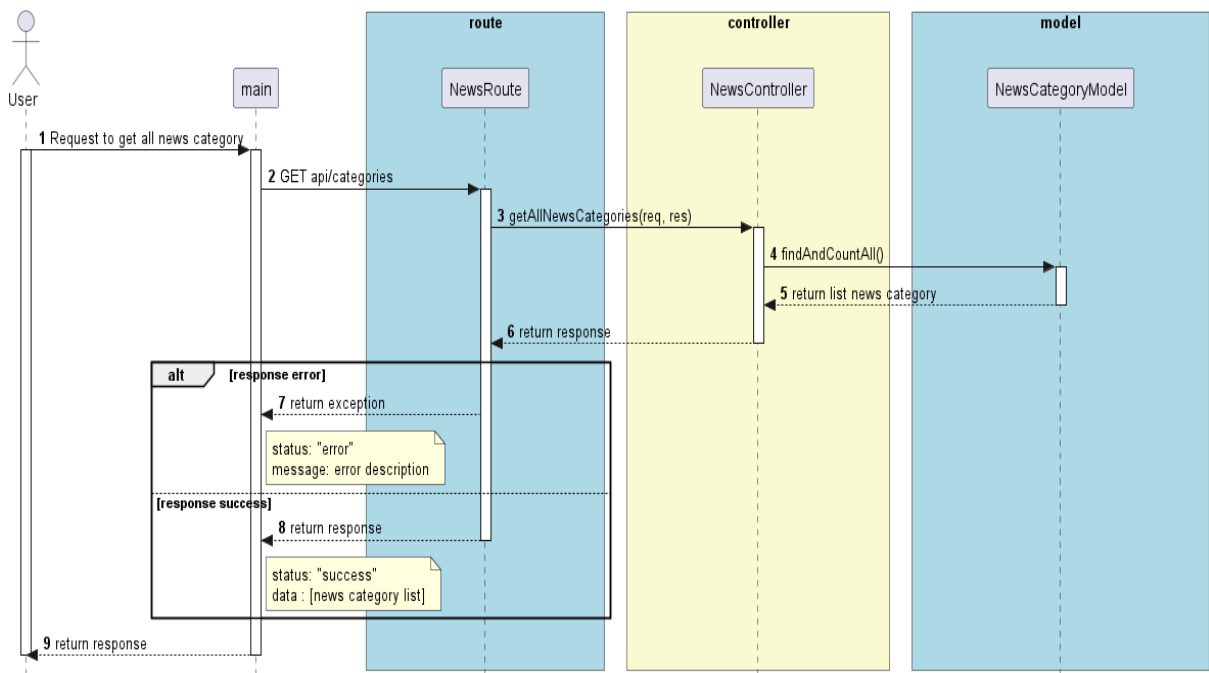 route
controller
model
User
main
NewsRoute
NewsController
NewsCategoryModel
1 Request to get all news category
2 GET api/categories
3 getAllNewsCategories(req, res)
4 findAndCountAll()
5 return list news category
6 return response
alt [response error]
7 return exception
status: "error"
message: error description
[response success]
8 return response
status: "success"
data : [news category list]
9 return response